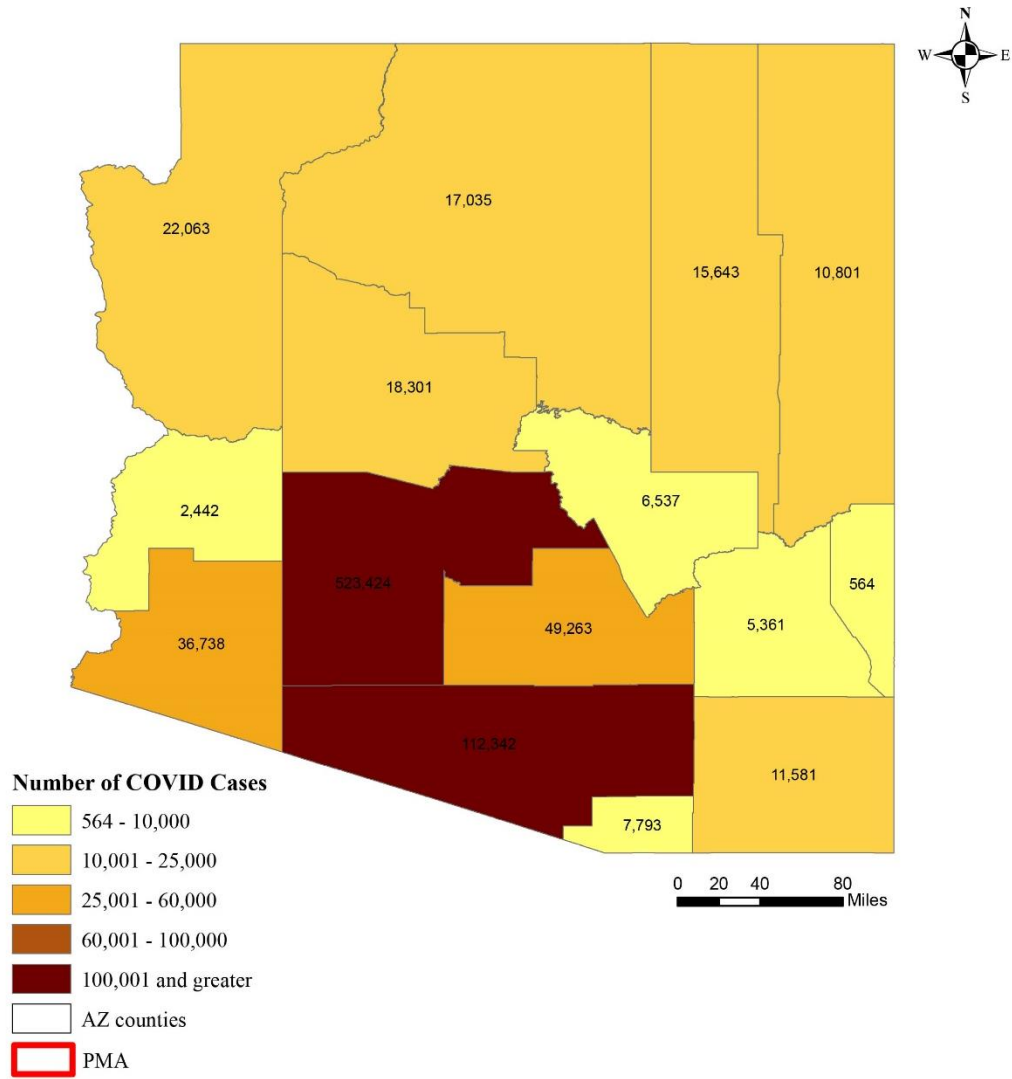 N
W E
S
22,063
17,035
15,643
10,801
18,301
2,442
6,537
523,424
564
36,738
49,263
5,361
112,342
11,581
7,793
Number of COVID Cases
564 - 10,000
10,001 - 25,000
25,001 - 60,000
60,001 - 100,000
100,001 and greater
AZ counties
PMA
0 20 40 80
Miles